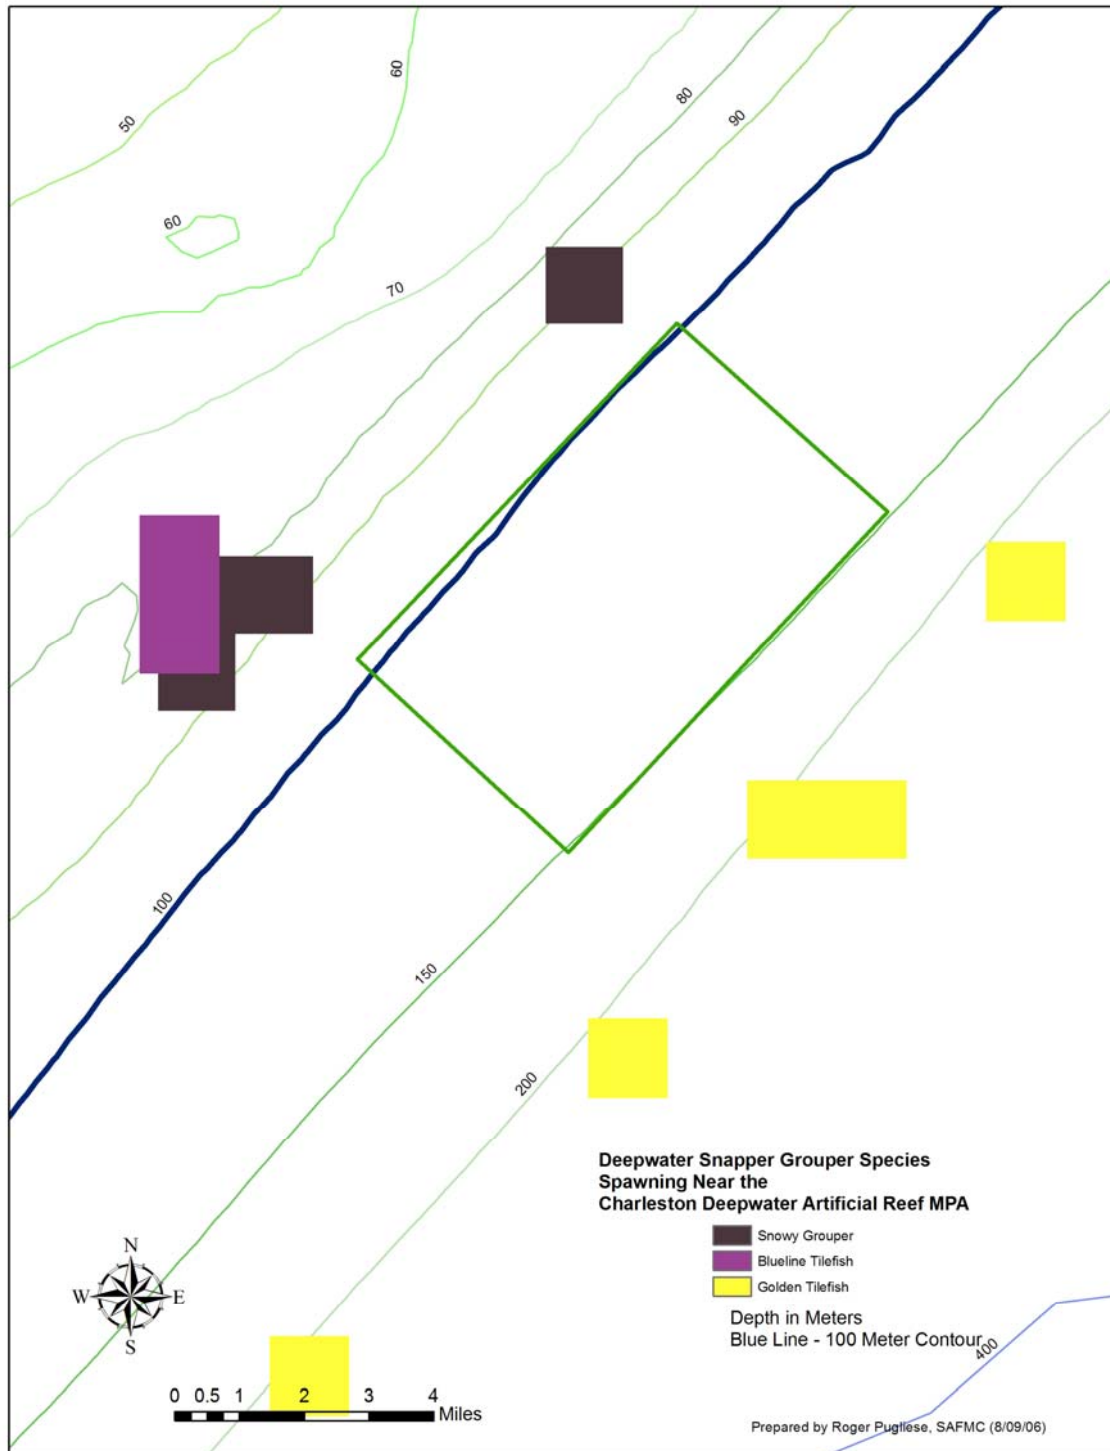 60
50
80
90
60
70
100
150
200
Deepwater Snapper Grouper Species
Spawning Near the
Charleston Deepwater Artificial Reef MPA
Snowy Grouper
Blueline Tilefish
Golden Tilefish
Depth in Meters
Blue Line - 100 Meter Contour
400
N
W E
S
0 0.5 1 2 3 4
Miles
Prepared by Roger Pugliese, SAFMC (8/09/06)